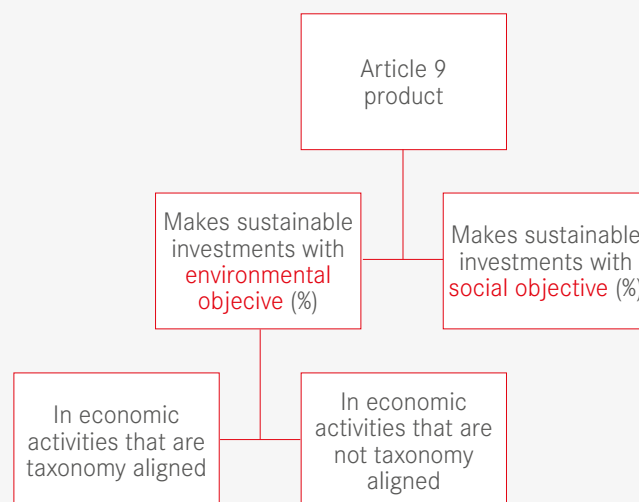 Article 9
product
Makes sustainable
investments with
environmental
objecive (%)
Makes sustainable
investments with
social objective (%)
In economic
activities that are
taxonomy aligned
In economic
activities that are
not taxonomy
aligned